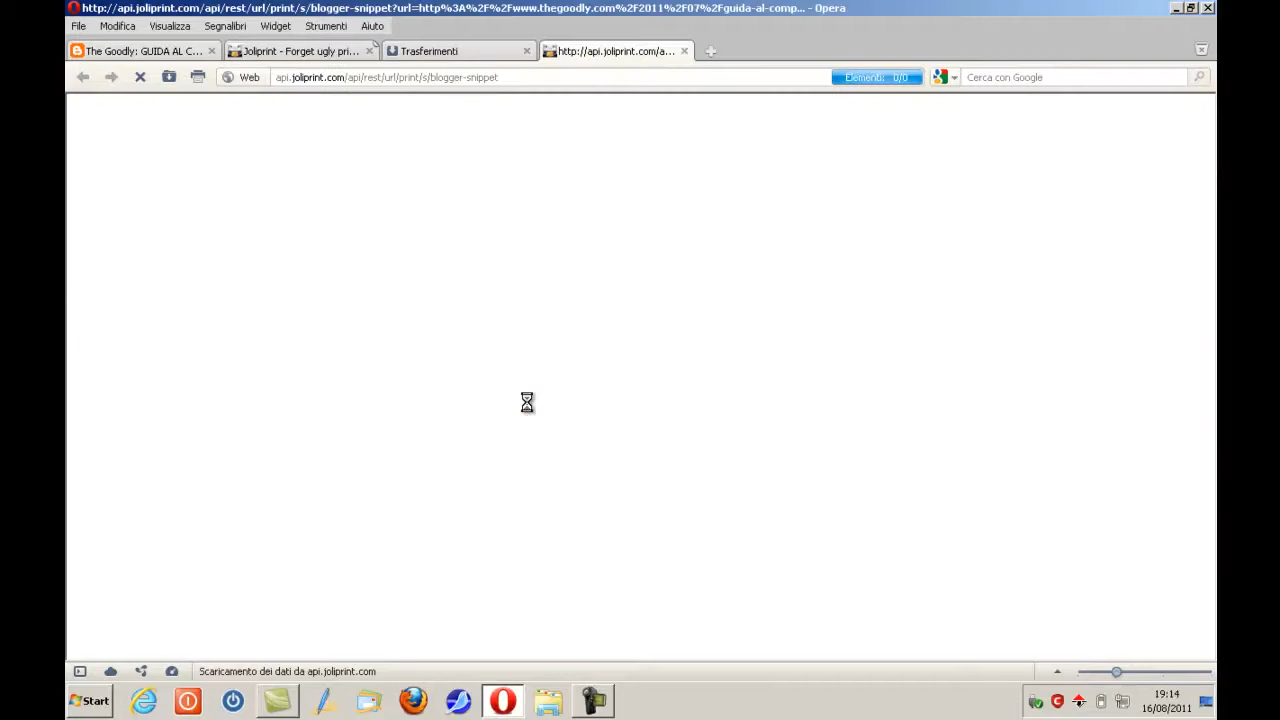 http://api.joliprint.com/api/rest/url/print/s/blogger-snippet?url=http%3A%2F%2Fwww.thegoodly.com%2F2011%2F07%2Fguida-al-comp... - Opera
File Modifica Visualizza Segnalibri Widget Strumenti Aiuto
The Goodly: GUIDA AL C... Joliprint - Forget ugly pri... Trasferimenti http://api.joliprint.com/a...
Web api.joliprint.com/api/rest/url/print/s/blogger-snippet Elementi: 0/0 Cerca con Google
Scaricamento dei dati da api.joliprint.com
Start
19:14
16/08/2011